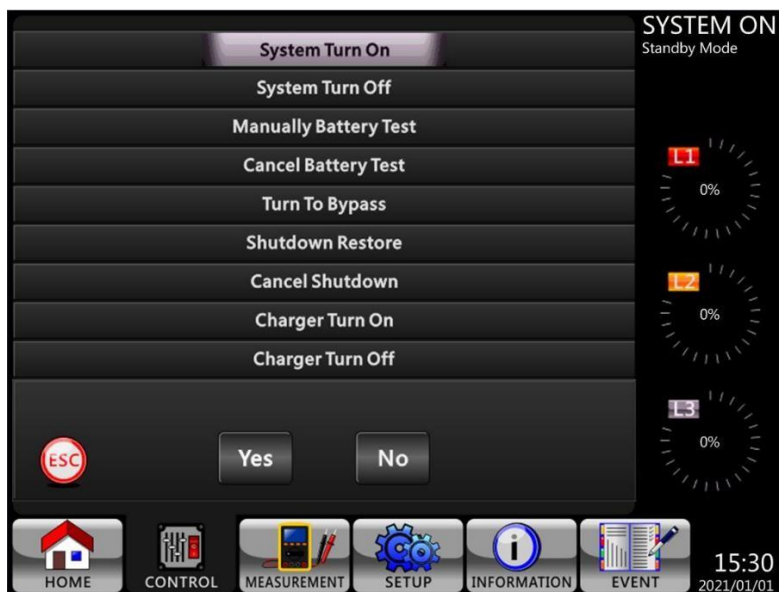 SYSTEM ON
Standby Mode
System Turn On
System Turn Off
Manually Battery Test
Cancel Battery Test
Turn To Bypass
Shutdown Restore
Cancel Shutdown
Charger Turn On
Charger Turn Off
L1
0%
L2
0%
L3
0%
ESC
Yes
No
HOME
CONTROL
MEASUREMENT
SETUP
INFORMATION
EVENT
15:30
2021/01/01